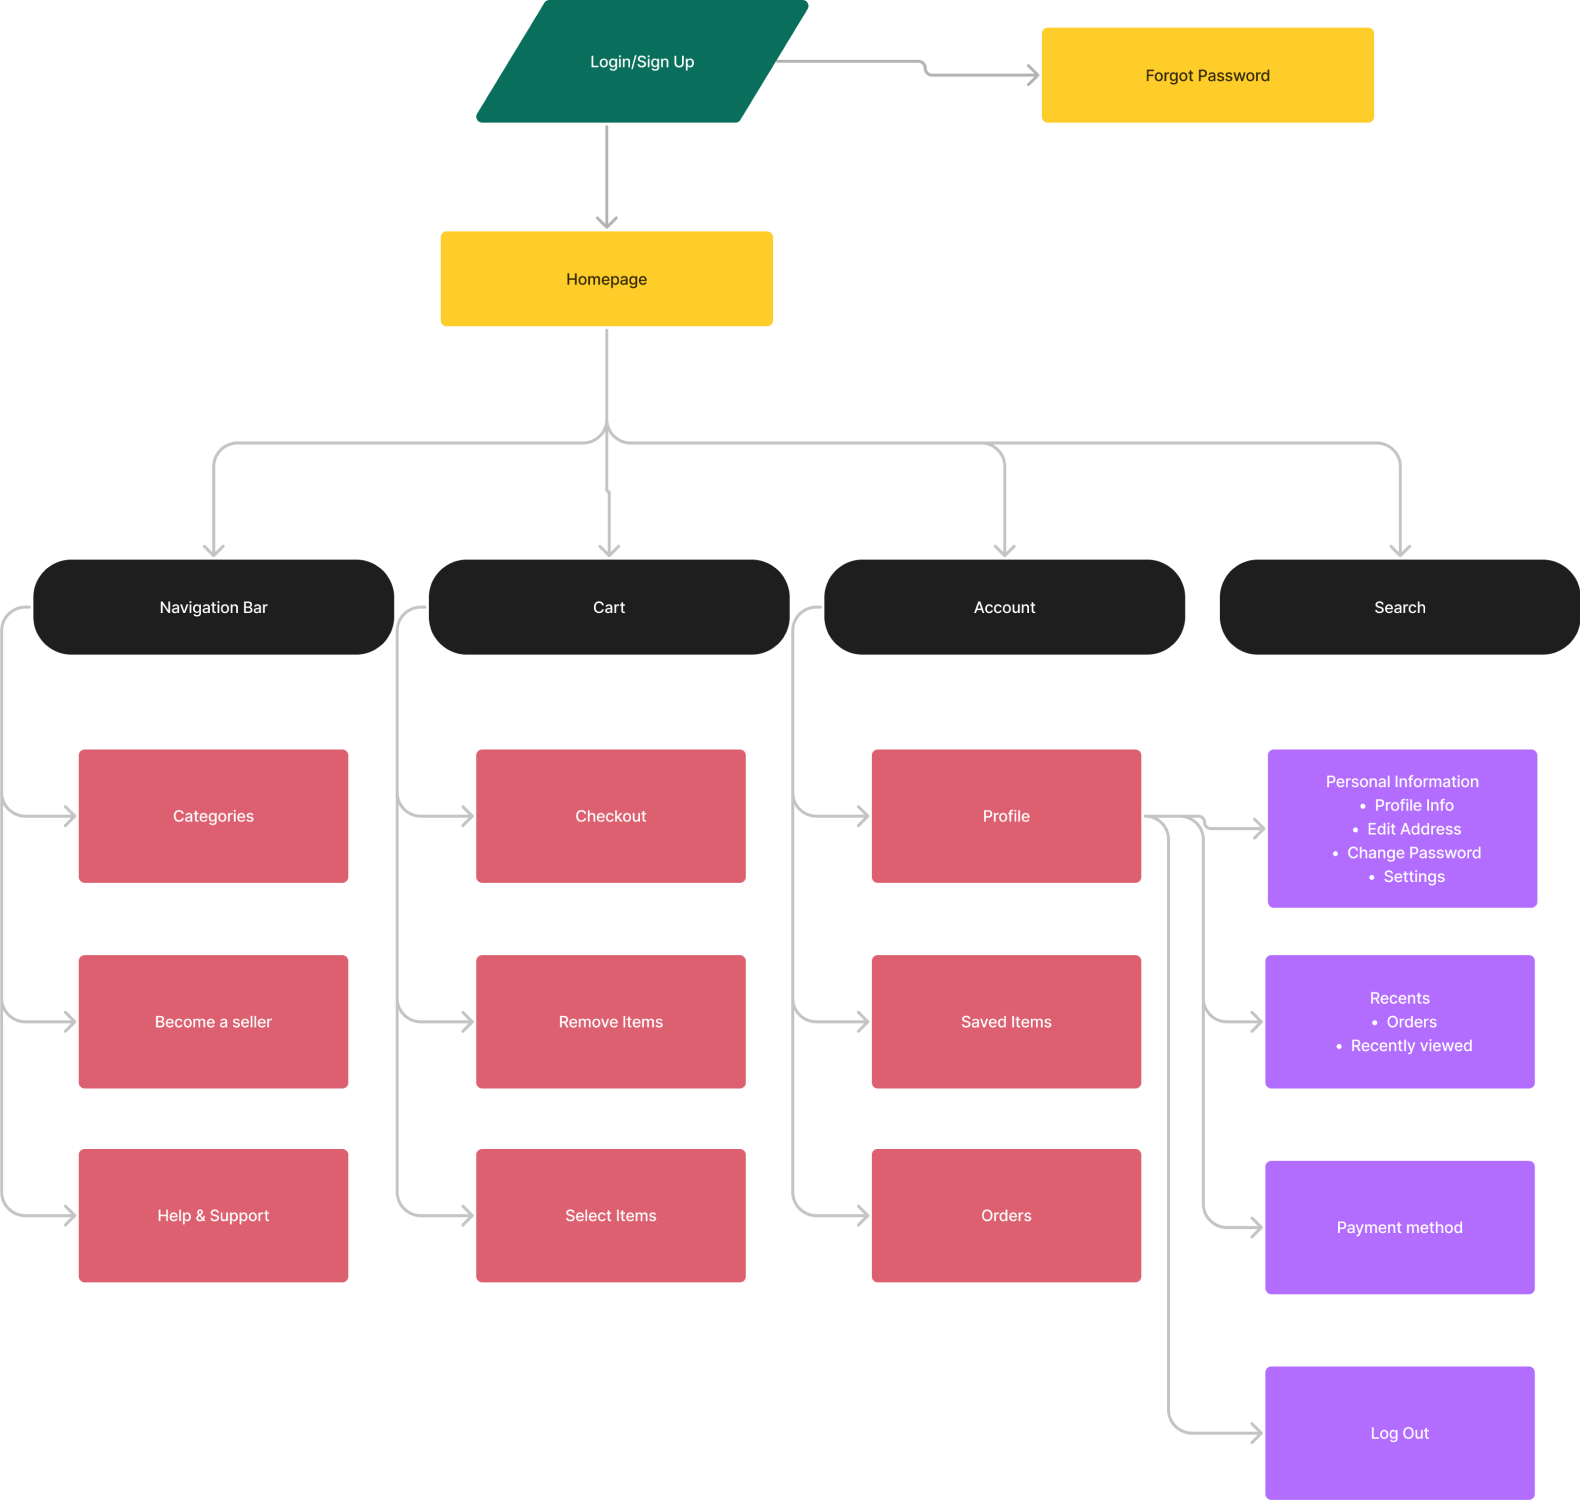 Login/Sign Up
Forgot Password
Homepage
Navigation Bar
Cart
Account
Search
Categories
Checkout
Profile
Personal Information
• Profile Info
• Edit Address
• Change Password
• Settings
Become a seller
Remove Items
Saved Items
Recents
• Orders
• Recently viewed
Help & Support
Select Items
Orders
Payment method
Log Out